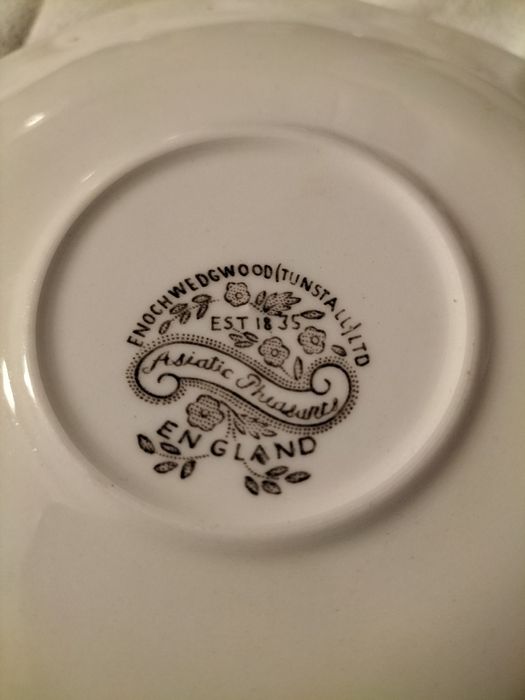 ENOCH WEDGWOOD (TUNSTALL) LTD
EST 1835
Asiatic Pheasants
ENGLAND